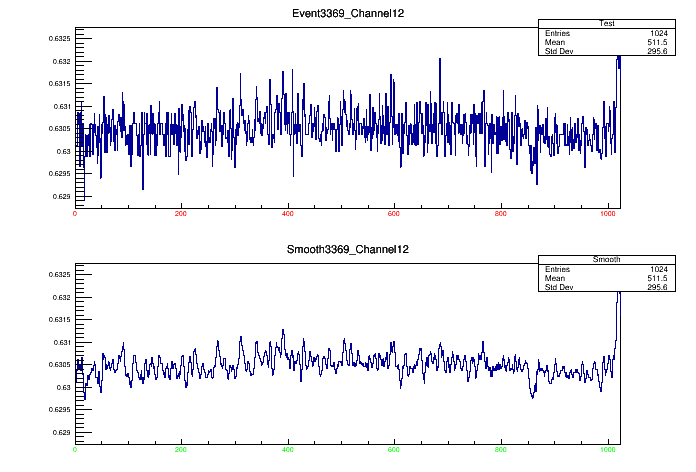 Event3369_Channel12
Test
Entries 1024
Mean 511.5
Std Dev 295.6
0.6325
0.632
0.6315
0.631
0.6305
0.63
0.6295
0.629
0 200 400 600 800 1000
Smooth3369_Channel12
Smooth
Entries 1024
Mean 511.5
Std Dev 295.6
0.6325
0.632
0.6315
0.631
0.6305
0.63
0.6295
0.629
0 200 400 600 800 1000